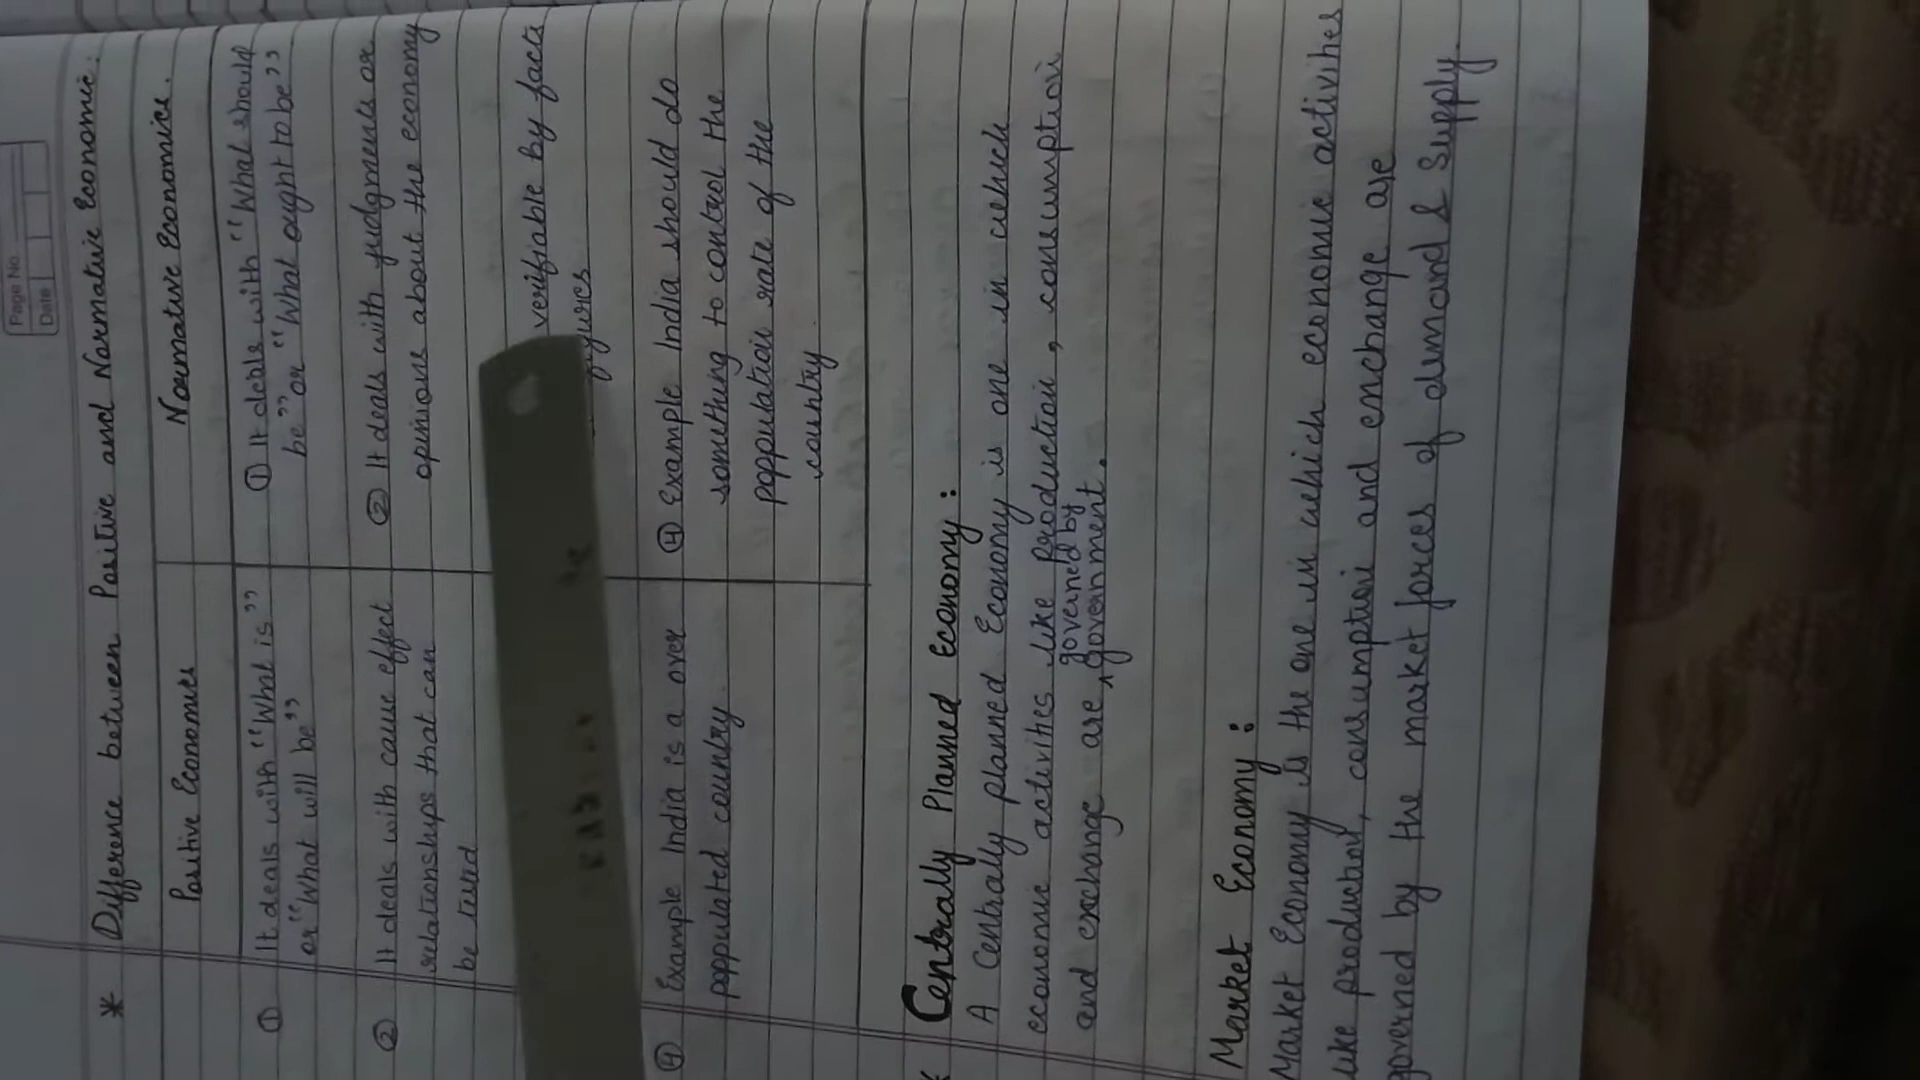 Page No.
Date
* Difference between Positive and Normative Economic:
Positive Economics
Normative Economics.
① It deals with "What is"
or "What will be"
① It deals with "What should
be" or "What ought to be"
② It deals with cause effect
relationships that can
be tested
② It deals with judgments or
opinions about the economy
verifiable by facts
④ Example India is a over
poppulated country
④ Example India should do
something to control the
poppulation rate of the
country.
Centrally Planned Economy:
A Centrally planned Economy is one in which
economic activities like production, consumption
governed by
and exchange are ^ government.
Market Economy:
Market Economy is the one in which economic activities
like production, consumption and exchange are
governed by the market forces of demand & Supply.